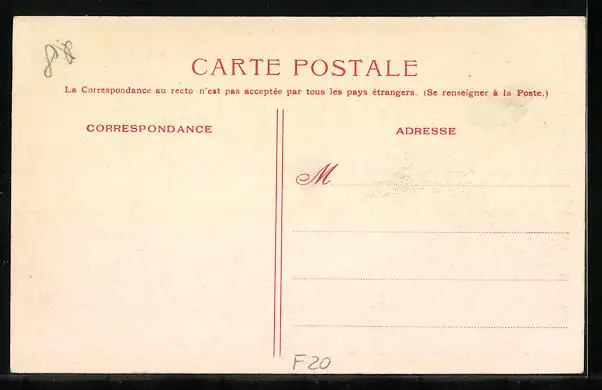 CARTE POSTALE
La Correspondance au recto n'est pas acceptée par tous les pays étrangers. (Se renseigner à la Poste.)
CORRESPONDANCE
ADRESSE
M
F20